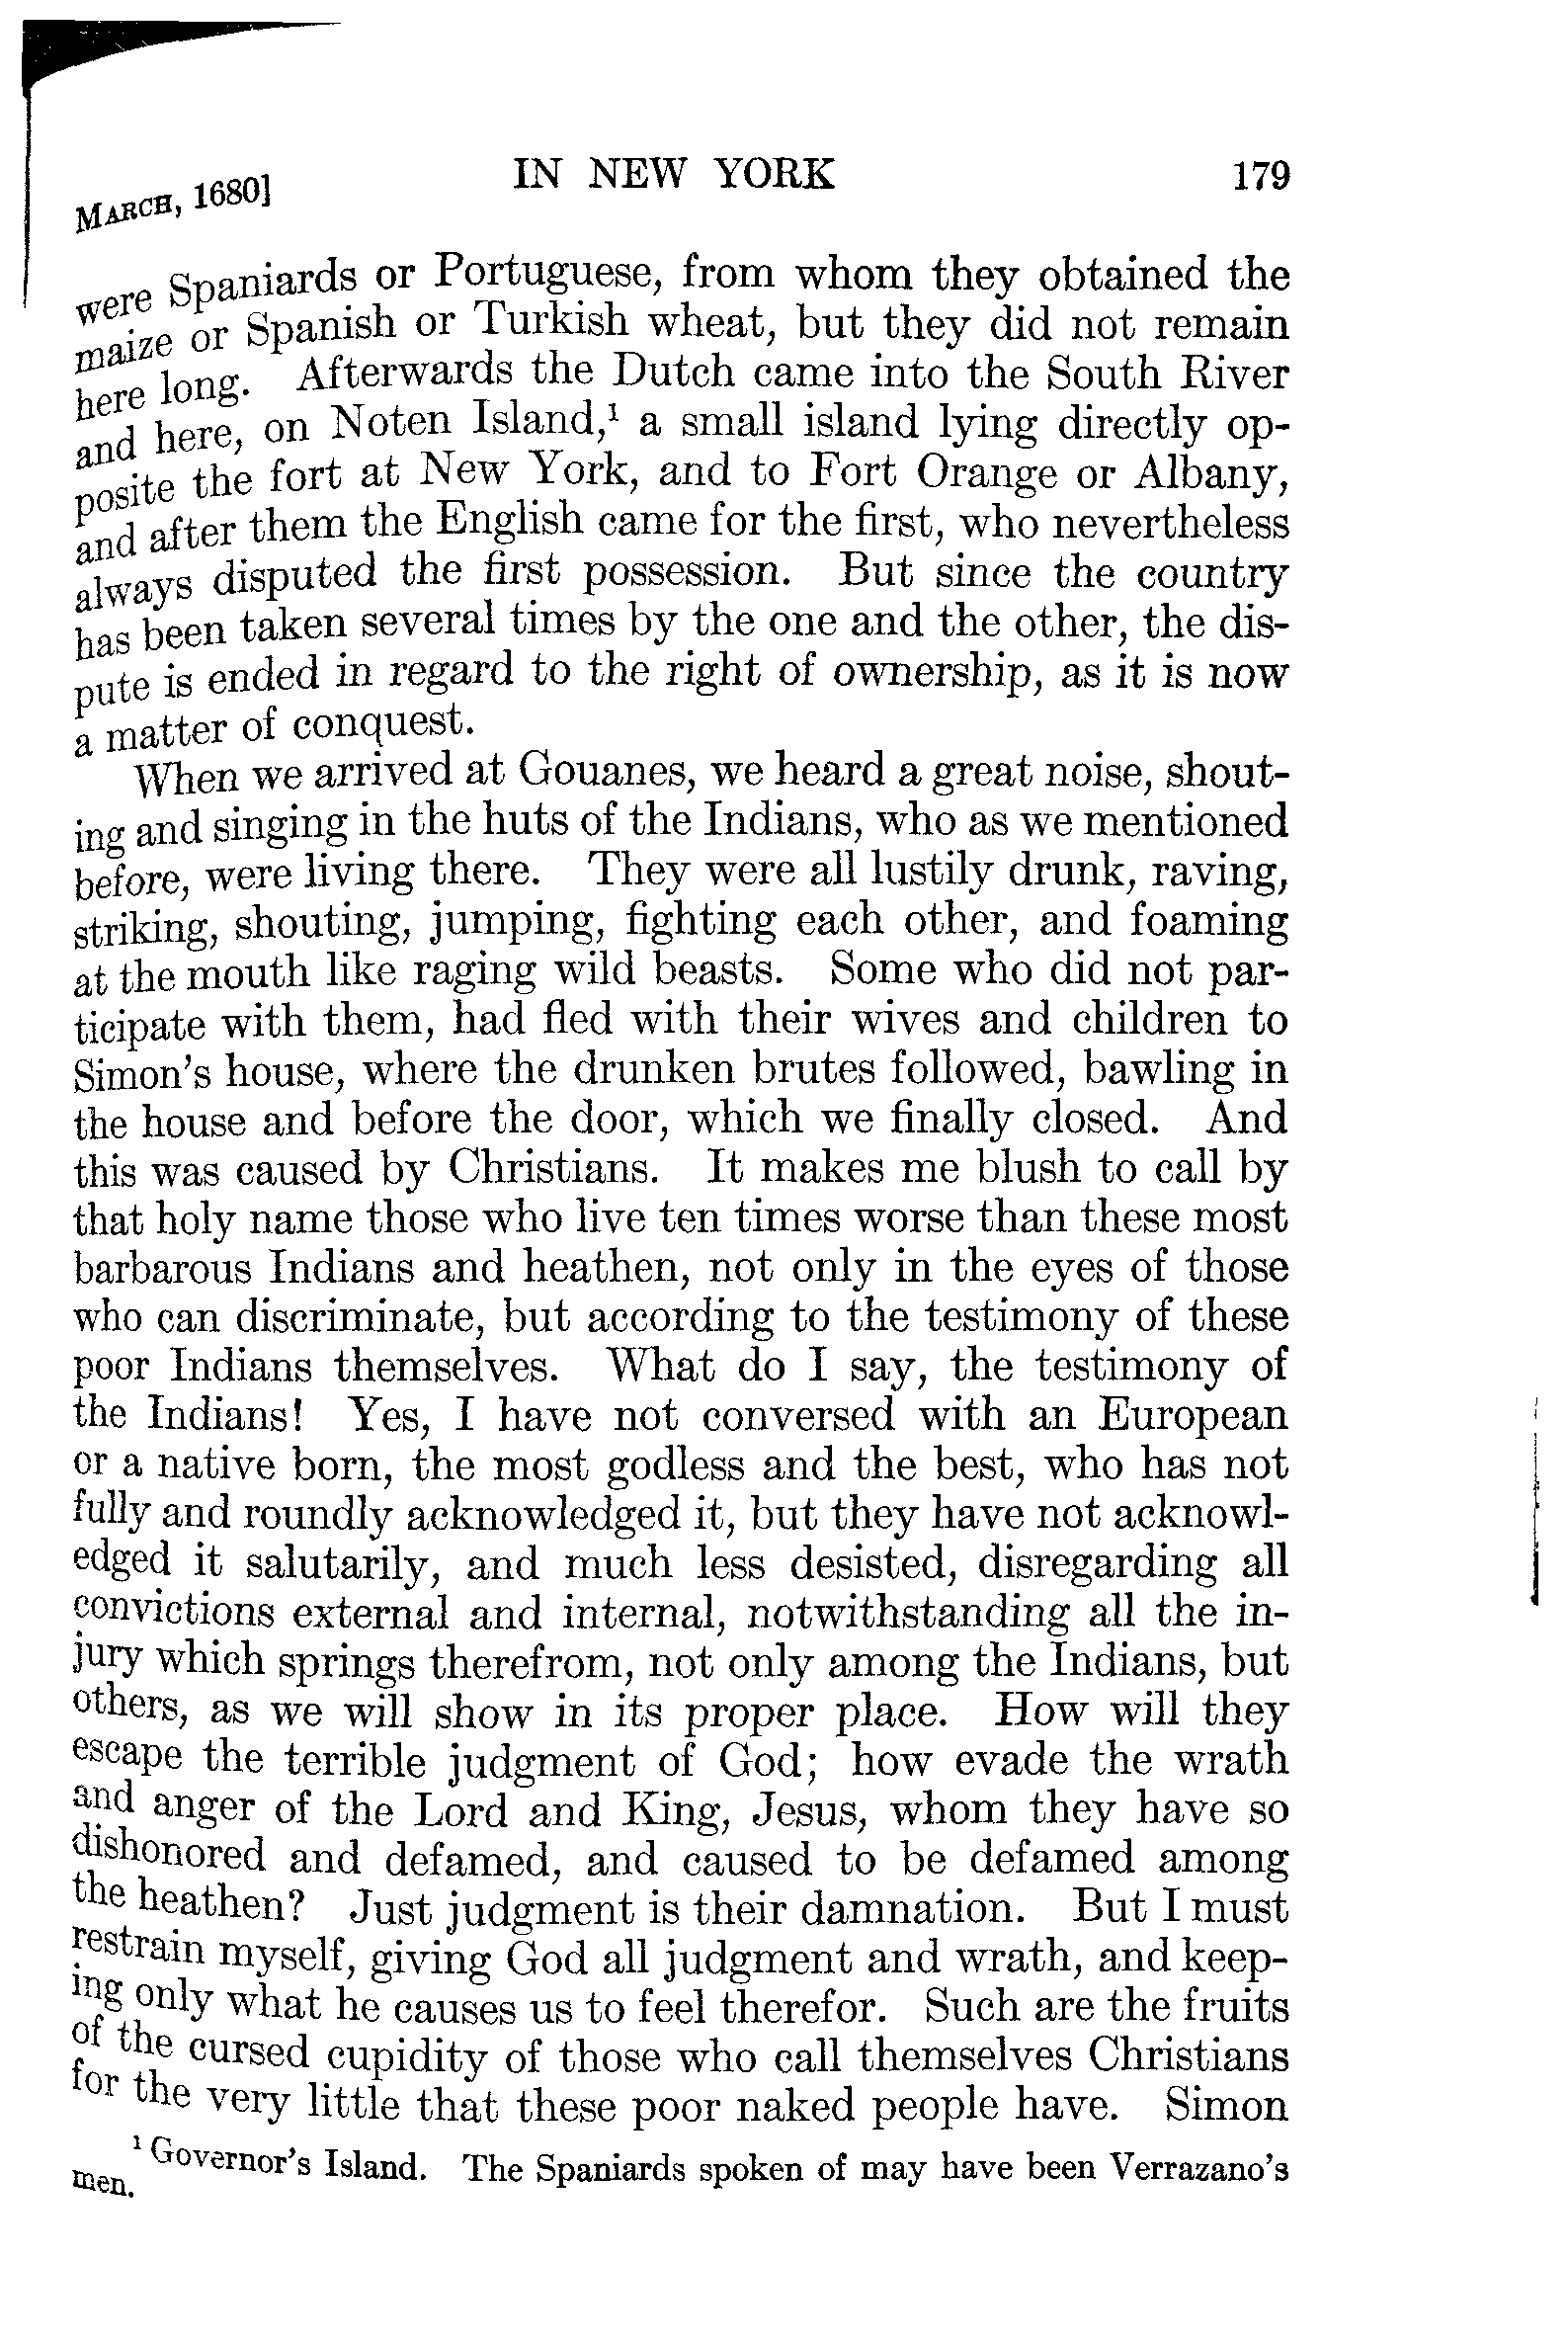 MARCH, 1680] IN NEW YORK 179
were Spaniards or Portuguese, from whom they obtained the
maize or Spanish or Turkish wheat, but they did not remain
here long. Afterwards the Dutch came into the South River
and here, on Noten Island,¹ a small island lying directly op-
posite the fort at New York, and to Fort Orange or Albany,
and after them the English came for the first, who nevertheless
always disputed the first possession. But since the country
has been taken several times by the one and the other, the dis-
pute is ended in regard to the right of ownership, as it is now
a matter of conquest.
When we arrived at Gouanes, we heard a great noise, shout-
ing and singing in the huts of the Indians, who as we mentioned
before, were living there. They were all lustily drunk, raving,
striking, shouting, jumping, fighting each other, and foaming
at the mouth like raging wild beasts. Some who did not par-
ticipate with them, had fled with their wives and children to
Simon's house, where the drunken brutes followed, bawling in
the house and before the door, which we finally closed. And
this was caused by Christians. It makes me blush to call by
that holy name those who live ten times worse than these most
barbarous Indians and heathen, not only in the eyes of those
who can discriminate, but according to the testimony of these
poor Indians themselves. What do I say, the testimony of
the Indians! Yes, I have not conversed with an European
or a native born, the most godless and the best, who has not
fully and roundly acknowledged it, but they have not acknowl-
edged it salutarily, and much less desisted, disregarding all
convictions external and internal, notwithstanding all the in-
jury which springs therefrom, not only among the Indians, but
others, as we will show in its proper place. How will they
escape the terrible judgment of God; how evade the wrath
and anger of the Lord and King, Jesus, whom they have so
dishonored and defamed, and caused to be defamed among
the heathen? Just judgment is their damnation. But I must
restrain myself, giving God all judgment and wrath, and keep-
ing only what he causes us to feel therefor. Such are the fruits
of the cursed cupidity of those who call themselves Christians
for the very little that these poor naked people have. Simon
¹ Governor's Island. The Spaniards spoken of may have been Verrazano's
men.